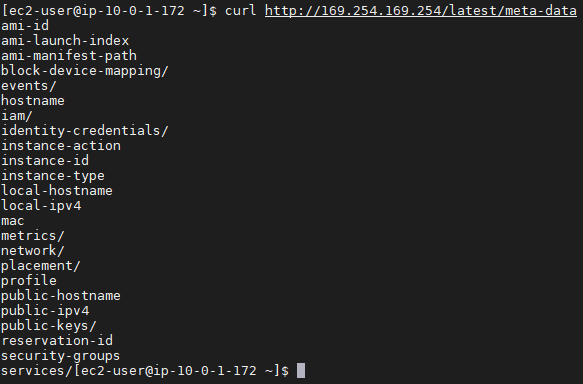 [ec2-user@ip-10-0-1-172 ~]$ curl http://169.254.169.254/latest/meta-data
ami-id
ami-launch-index
ami-manifest-path
block-device-mapping/
events/
hostname
iam/
identity-credentials/
instance-action
instance-id
instance-type
local-hostname
local-ipv4
mac
metrics/
network/
placement/
profile
public-hostname
public-ipv4
public-keys/
reservation-id
security-groups
services/[ec2-user@ip-10-0-1-172 ~]$